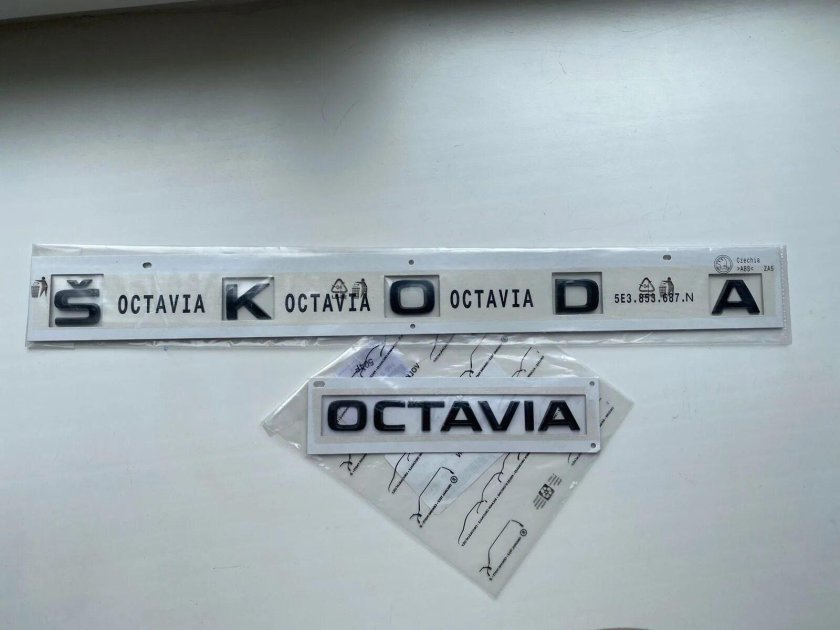 Czechia
>ABS< ZA5
Š OCTAVIA K OCTAVIA O OCTAVIA D 5E3.853.687.N A
OCTAVIA